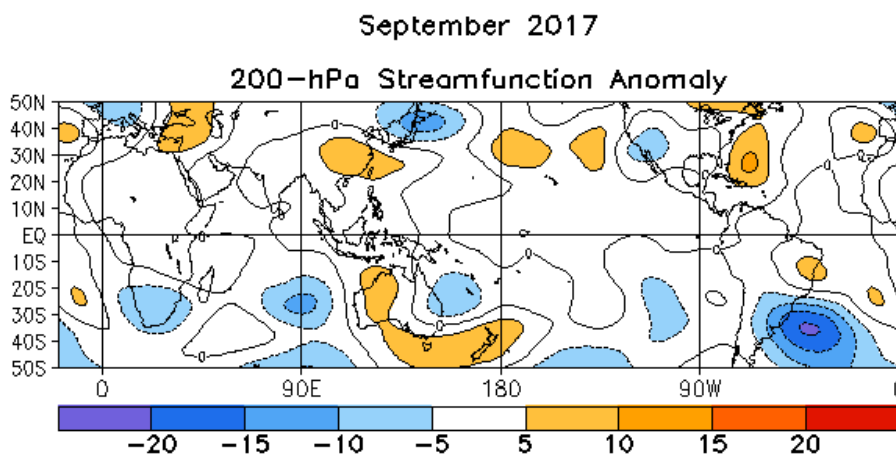 September 2017
200-hPa Streamfunction Anomaly
50N
40N
30N
20N
10N
EQ
10S
20S
30S
40S
50S
0 90E 180 90W
-20 -15 -10 -5 5 10 15 20